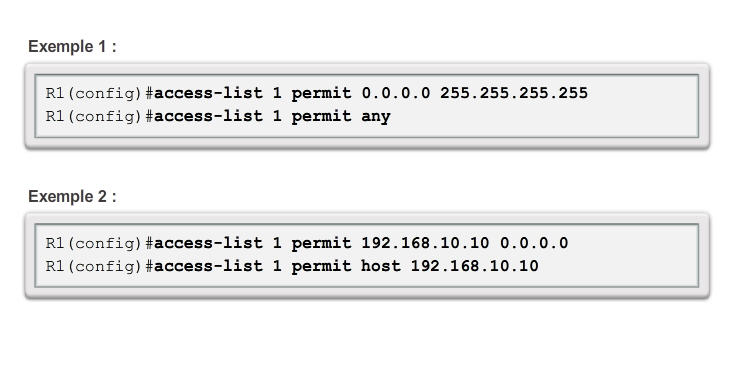 Exemple 1 :
R1(config)#access-list 1 permit 0.0.0.0 255.255.255.255
R1(config)#access-list 1 permit any
Exemple 2 :
R1(config)#access-list 1 permit 192.168.10.10 0.0.0.0
R1(config)#access-list 1 permit host 192.168.10.10